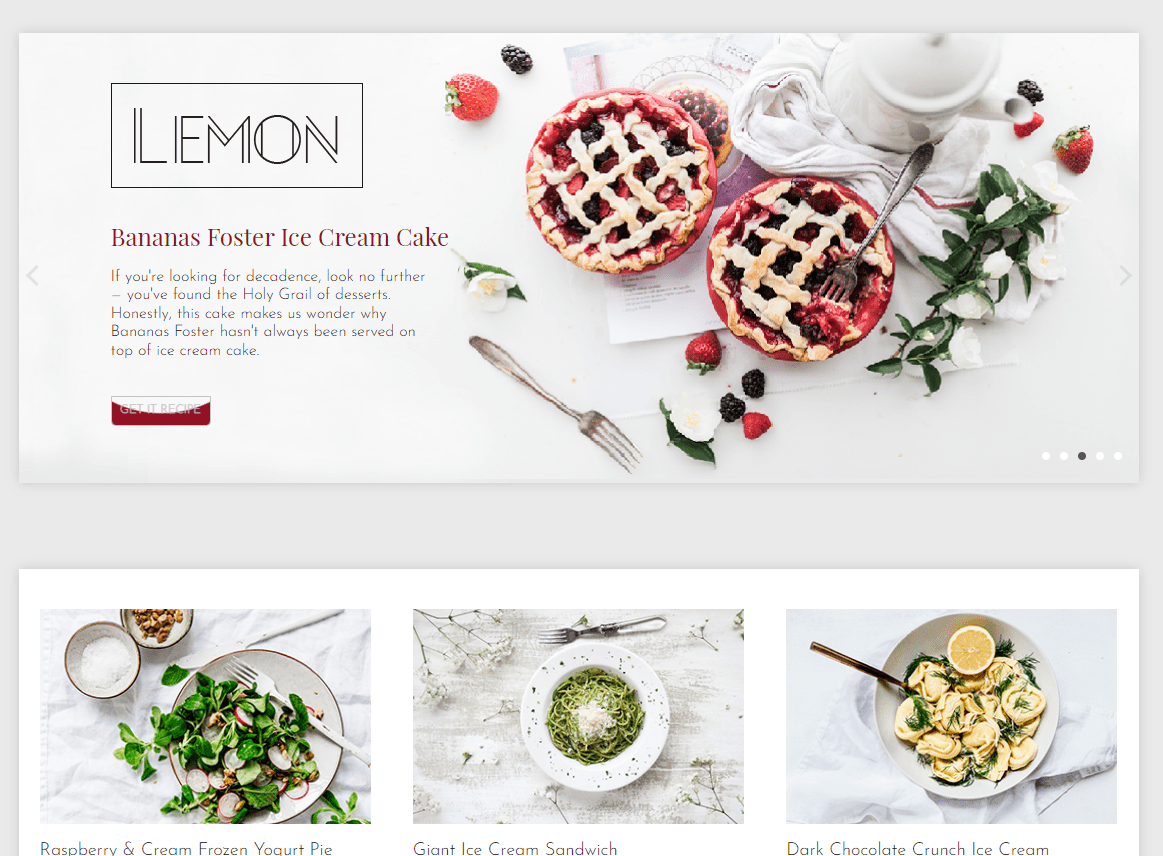 LEMON
Bananas Foster Ice Cream Cake
If you're looking for decadence, look no further
– you've found the Holy Grail of desserts.
Honestly, this cake makes us wonder why
Bananas Foster hasn't always been served on
top of ice cream cake.
GET IT RECIPE
Raspberry & Cream Frozen Yogurt Pie
Giant Ice Cream Sandwich
Dark Chocolate Crunch Ice Cream